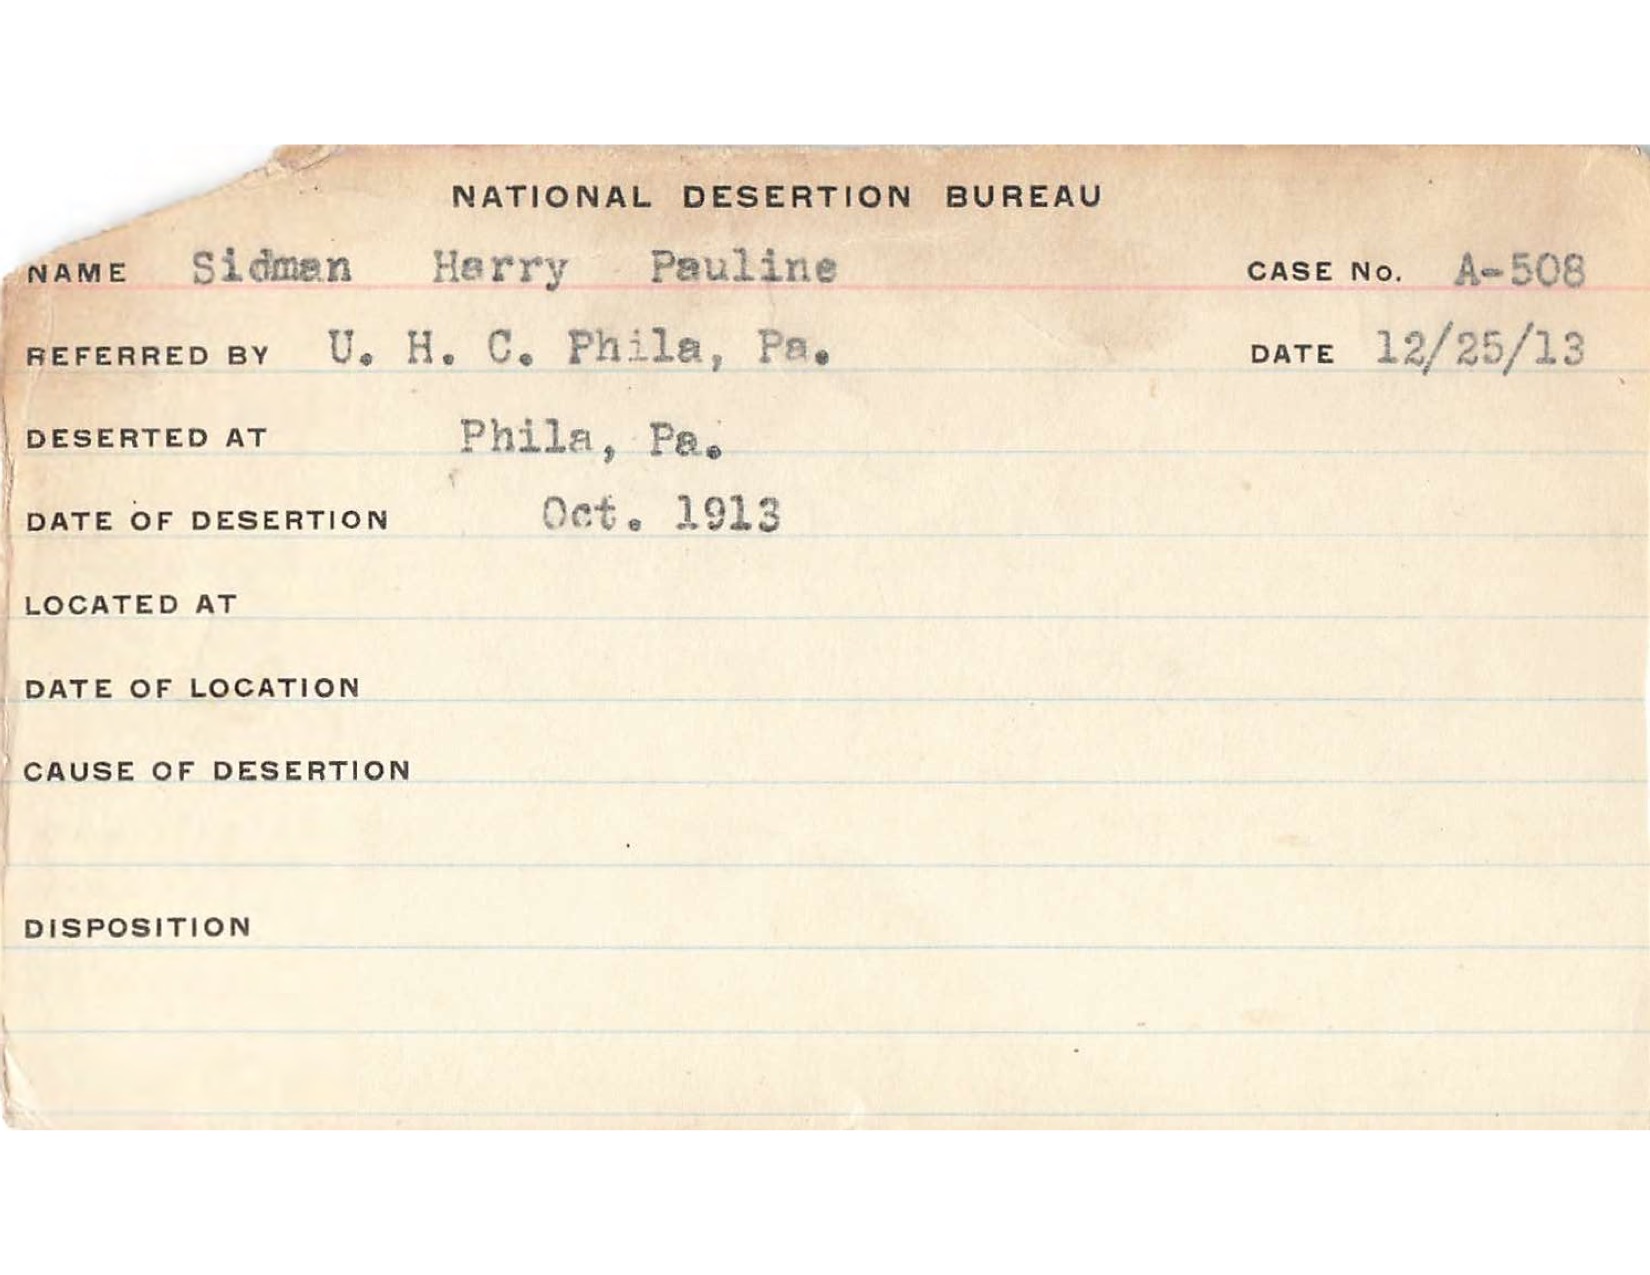 NATIONAL DESERTION BUREAU
NAME Sidman Harry Pauline CASE No. A-508
REFERRED BY U. H. C. Phila, Pa. DATE 12/25/13
DESERTED AT Phila, Pa.
DATE OF DESERTION Oct. 1913
LOCATED AT
DATE OF LOCATION
CAUSE OF DESERTION
DISPOSITION